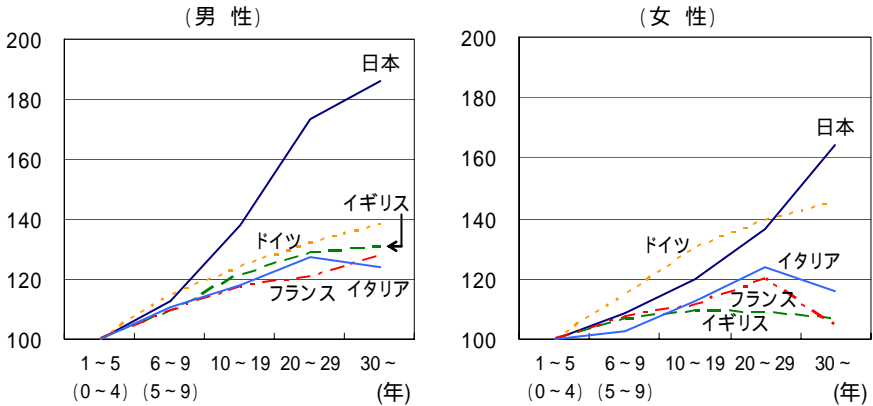 (男 性)
200
180
160
140
120
100
日本
イギリス
ドイツ
フランス
イタリア
1～5
(0～4)
6～9
(5～9)
10～19
20～29
30～
(年)
(女 性)
200
180
160
140
120
100
日本
ドイツ
イタリア
フランス
イギリス
1～5
(0～4)
6～9
(5～9)
10～19
20～29
30～
(年)